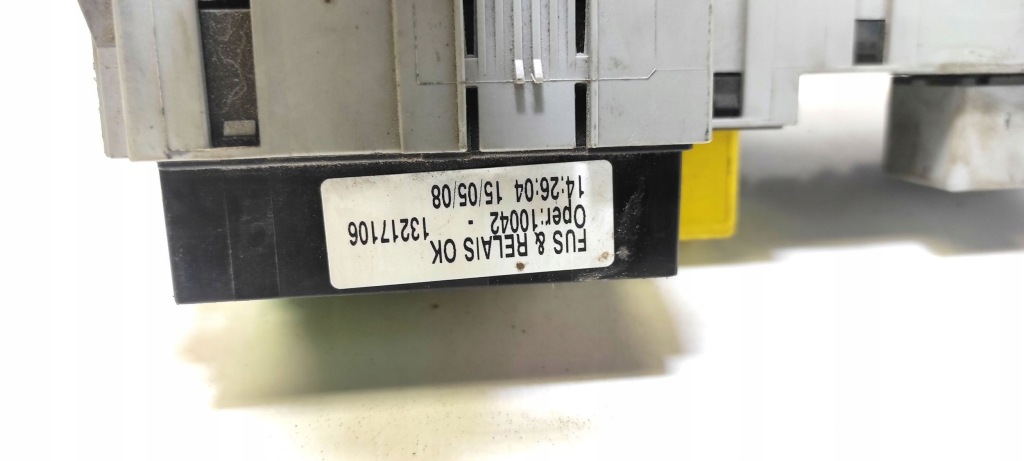 FUS & RELAIS OK
Oper:10042 - 13217106
14:26:04 15/05/08